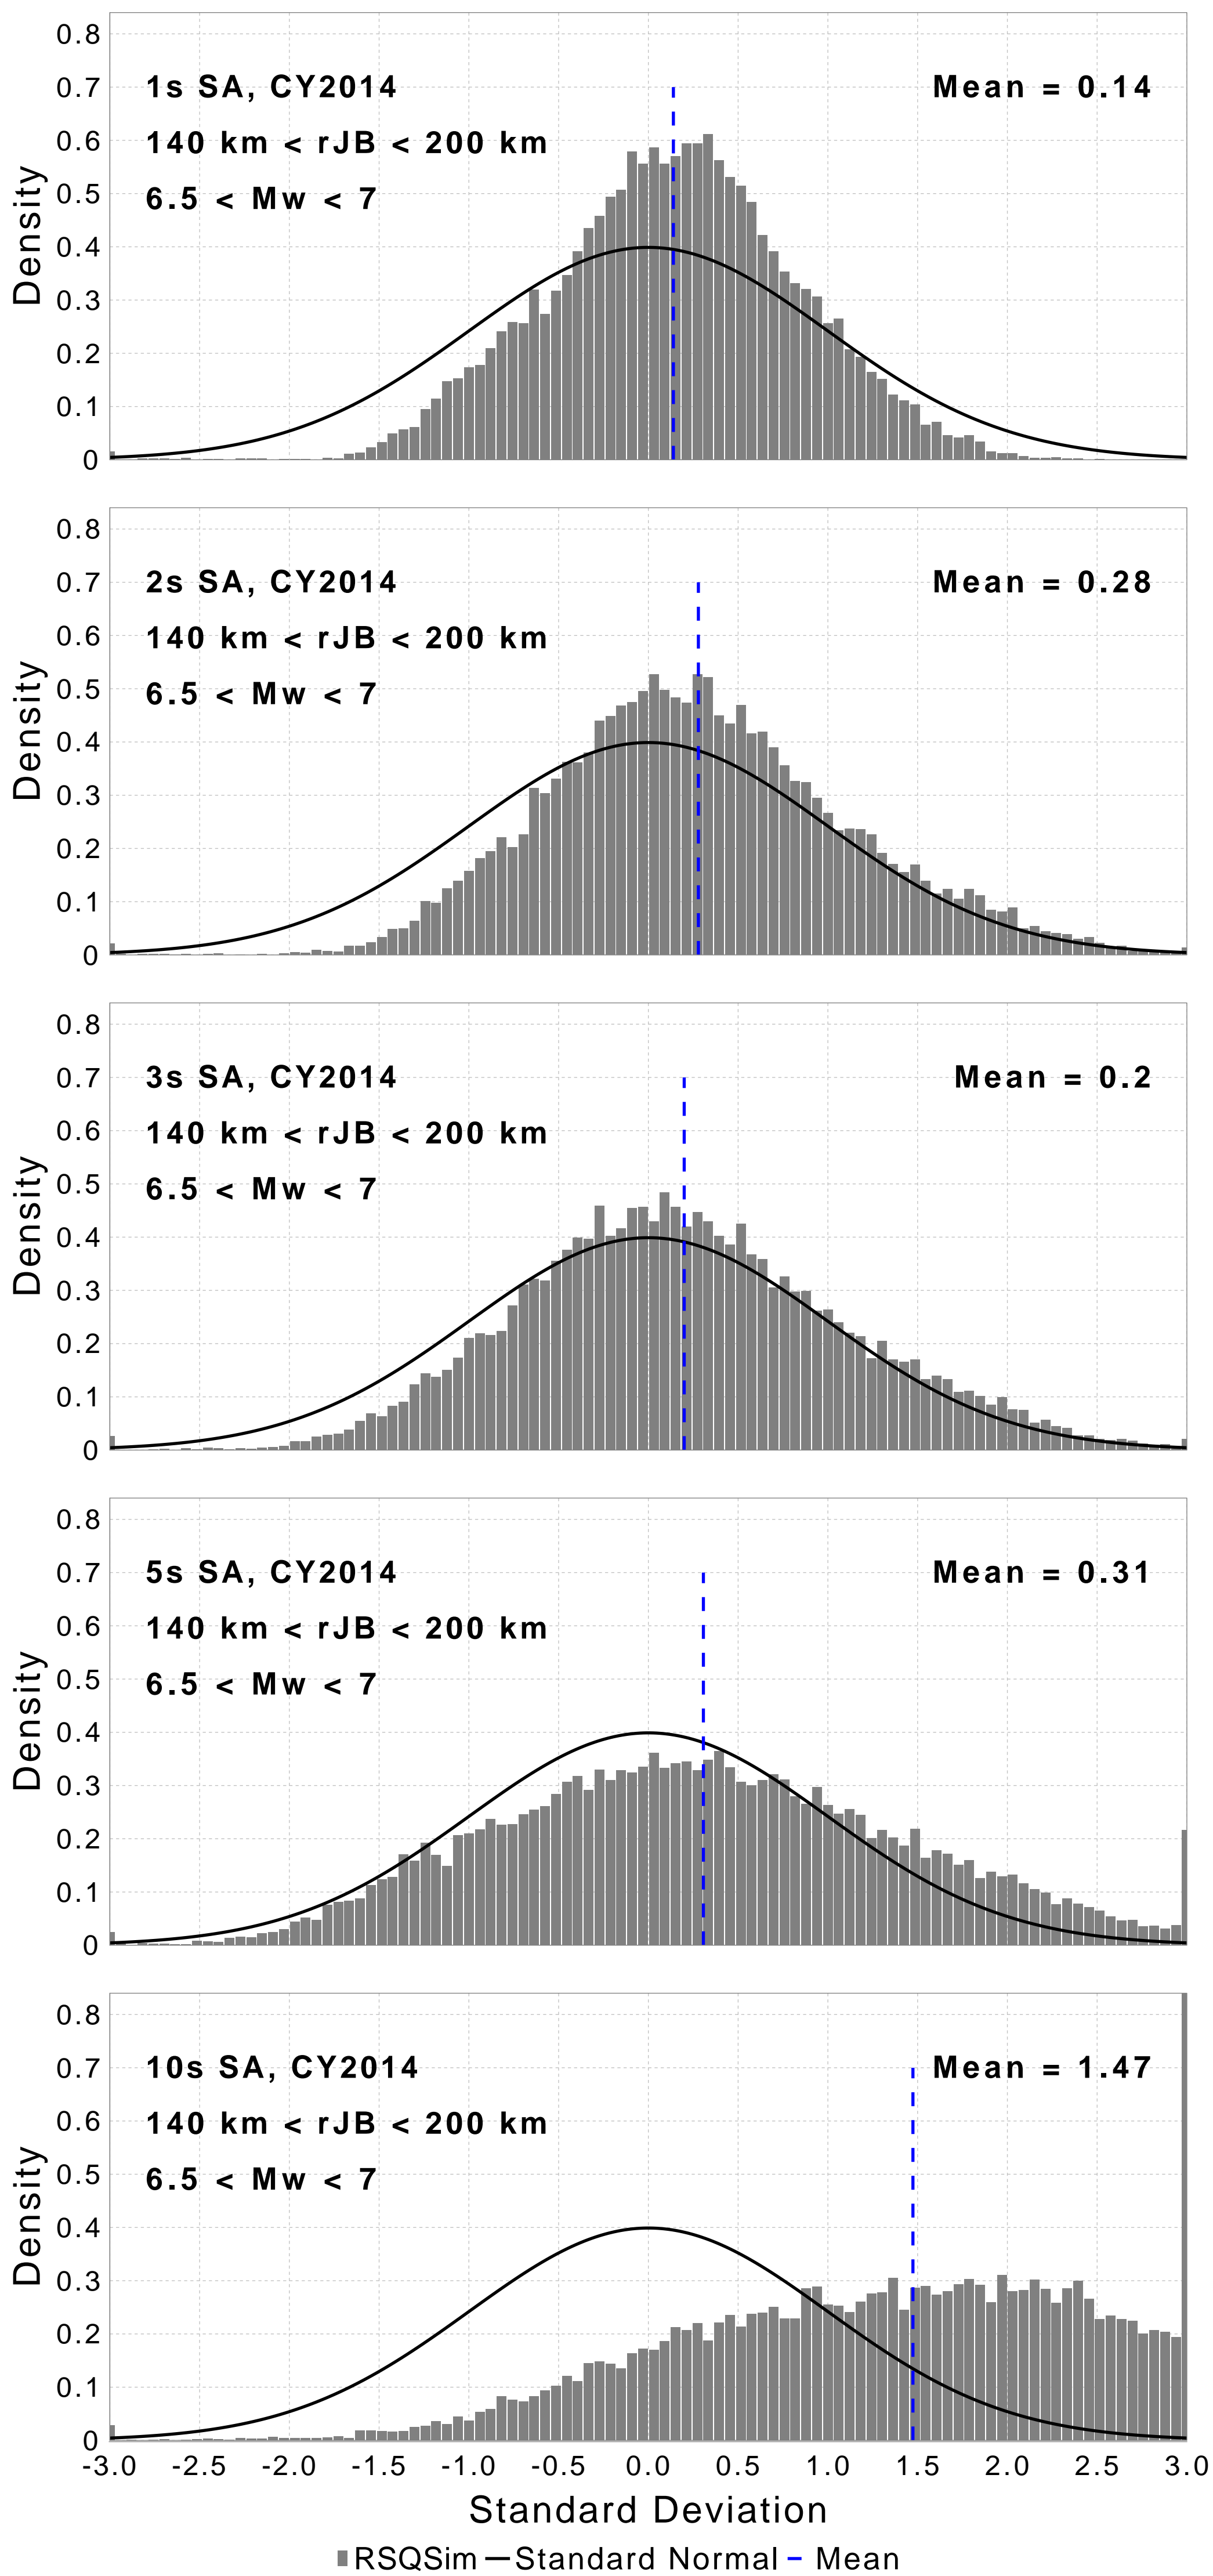 0.8
1s SA, CY2014 Mean = 0.14
0.7
140 km < rJB < 200 km
0.6
6.5 < Mw < 7
0.5
Density
0.4
0.3
0.2
0.1
0
0.8
2s SA, CY2014 Mean = 0.28
0.7
140 km < rJB < 200 km
0.6
6.5 < Mw < 7
0.5
Density
0.4
0.3
0.2
0.1
0
0.8
3s SA, CY2014 Mean = 0.2
0.7
140 km < rJB < 200 km
0.6
6.5 < Mw < 7
0.5
Density
0.4
0.3
0.2
0.1
0
0.8
5s SA, CY2014 Mean = 0.31
0.7
140 km < rJB < 200 km
0.6
6.5 < Mw < 7
0.5
Density
0.4
0.3
0.2
0.1
0
0.8
10s SA, CY2014 Mean = 1.47
0.7
140 km < rJB < 200 km
0.6
6.5 < Mw < 7
0.5
Density
0.4
0.3
0.2
0.1
0
-3.0 -2.5 -2.0 -1.5 -1.0 -0.5 0.0 0.5 1.0 1.5 2.0 2.5 3.0
Standard Deviation
RSQSim Standard Normal Mean